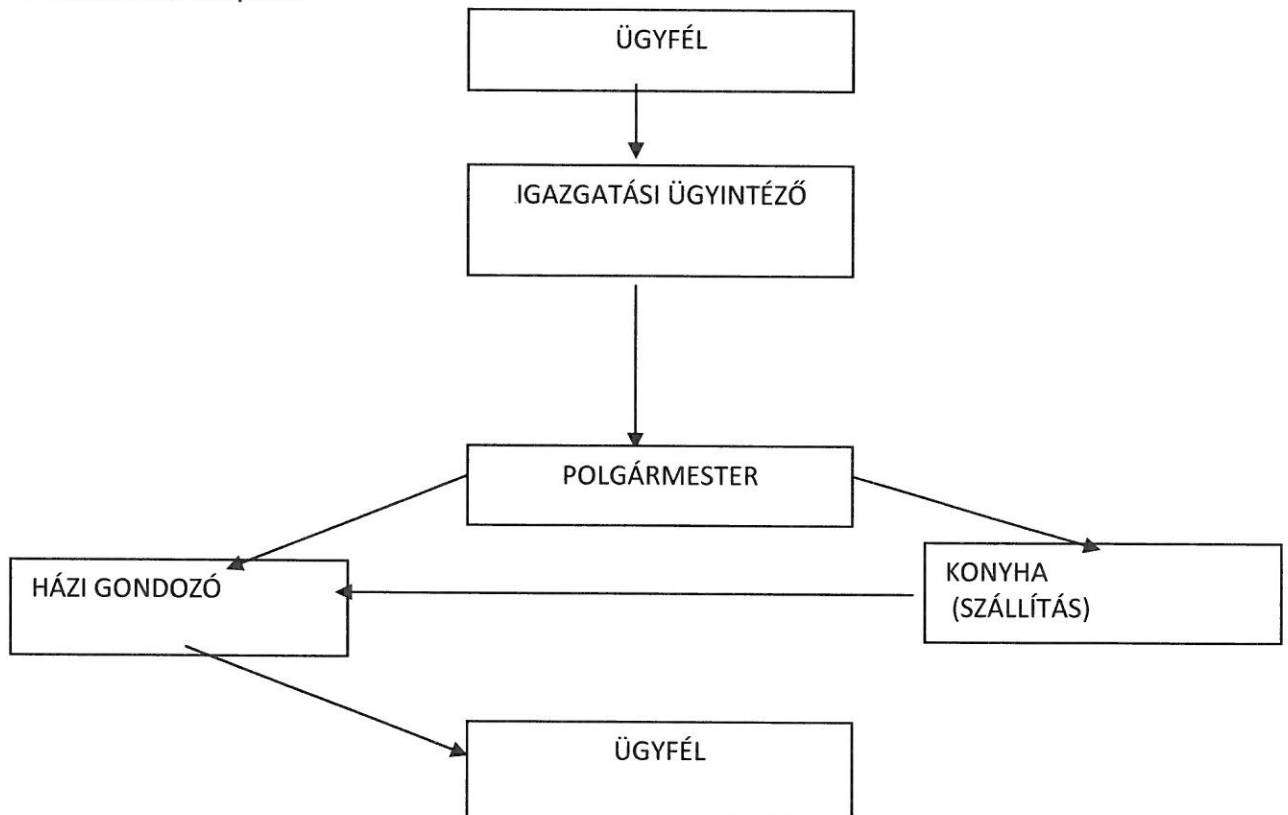 ÜGYFÉL
IGAZGATÁSI ÜGYINTÉZŐ
POLGÁRMESTER
HÁZI GONDOZÓ
KONYHA
(SZÁLLÍTÁS)
ÜGYFÉL